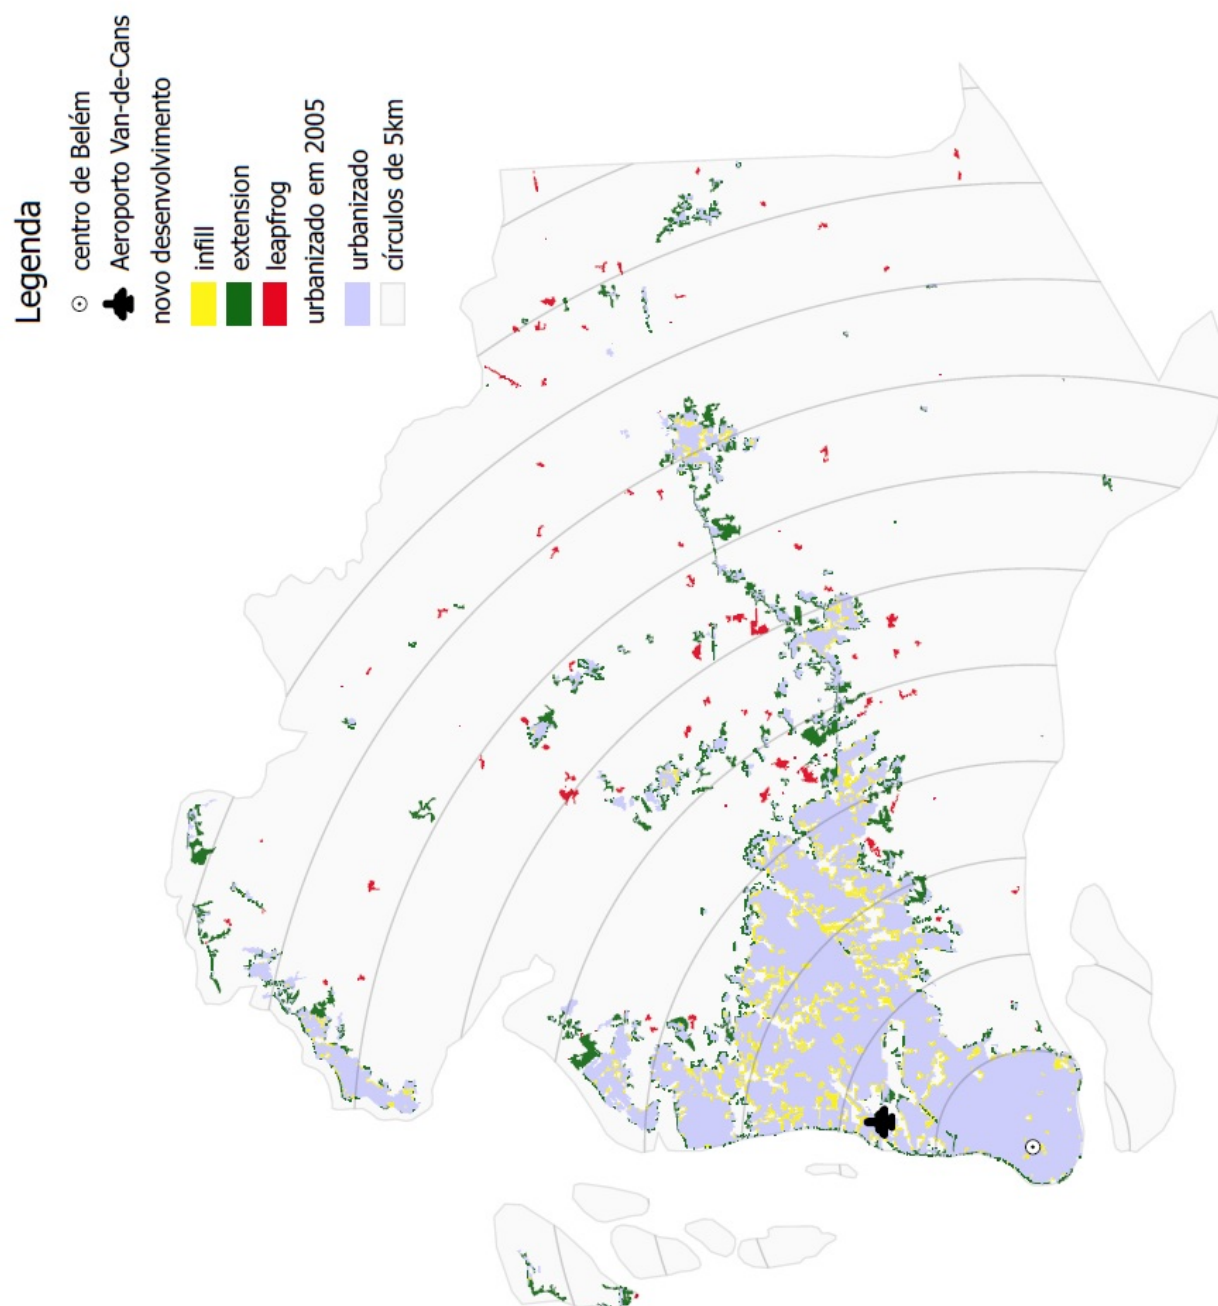 Legenda
centro de Belém
Aeroporto Van-de-Cans
novo desenvolvimento
infill
extension
leapfrog
urbanizado em 2005
urbanizado
círculos de 5km